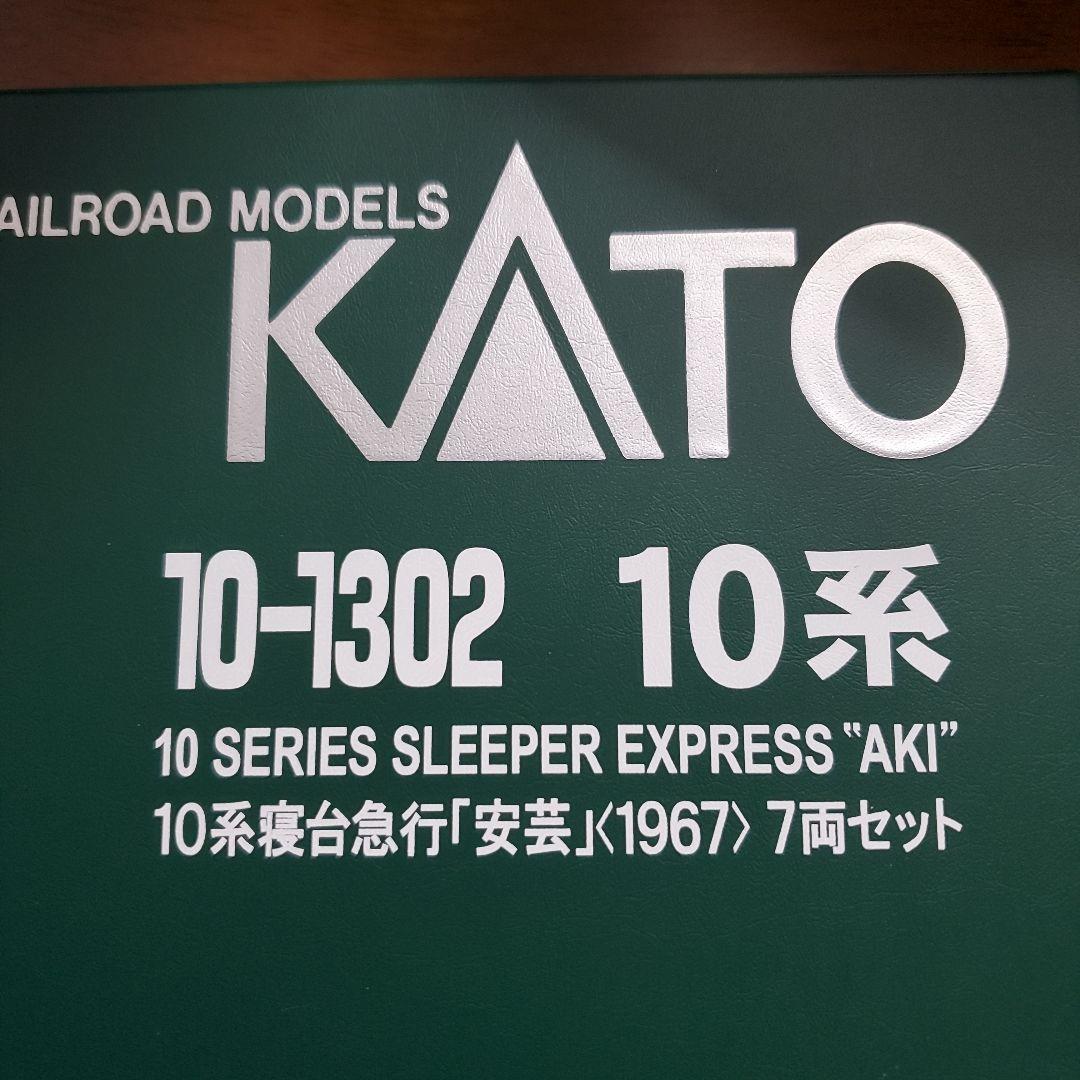 AILROAD MODELS
KATO
10-1302 10系
10 SERIES SLEEPER EXPRESS “AKI”
10系寝台急行「安芸」〈1967〉 7両セット